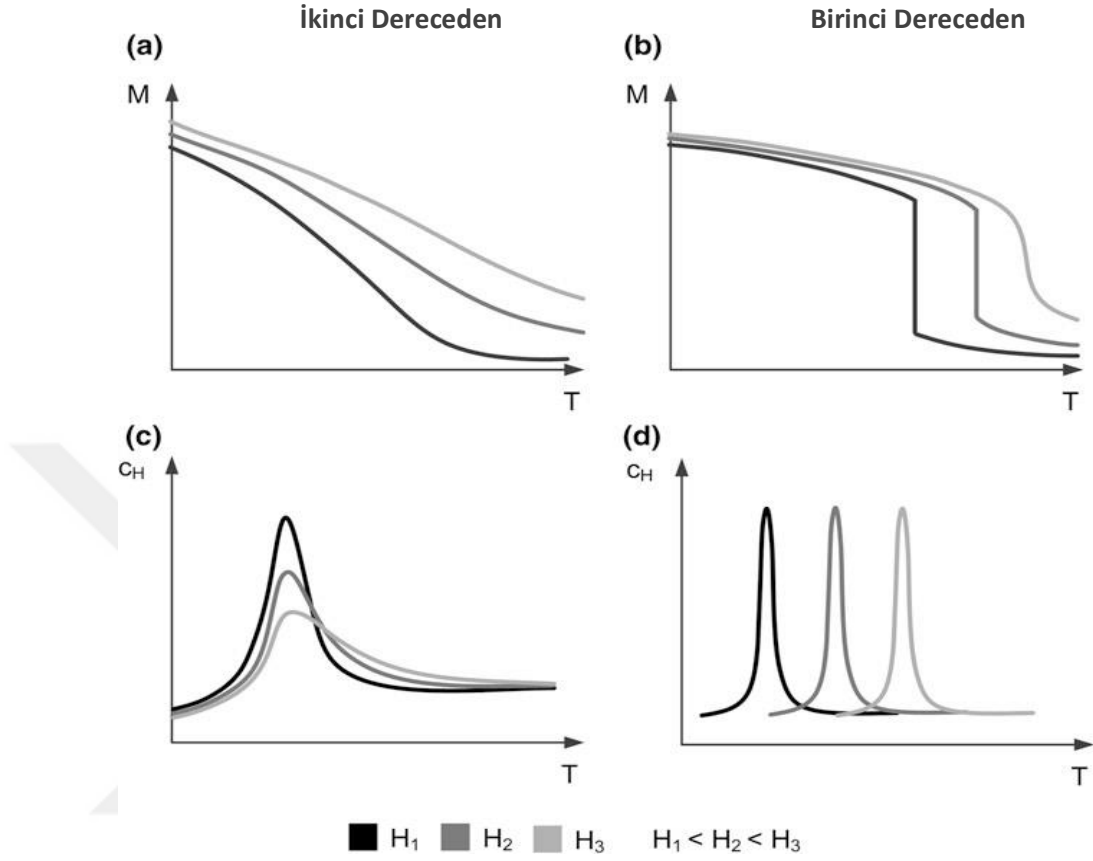 İkinci Dereceden
Birinci Dereceden
(a)
(b)
M
M
T
T
(c)
(d)
cH
cH
T
T
H1 H2 H3 H1 < H2 < H3